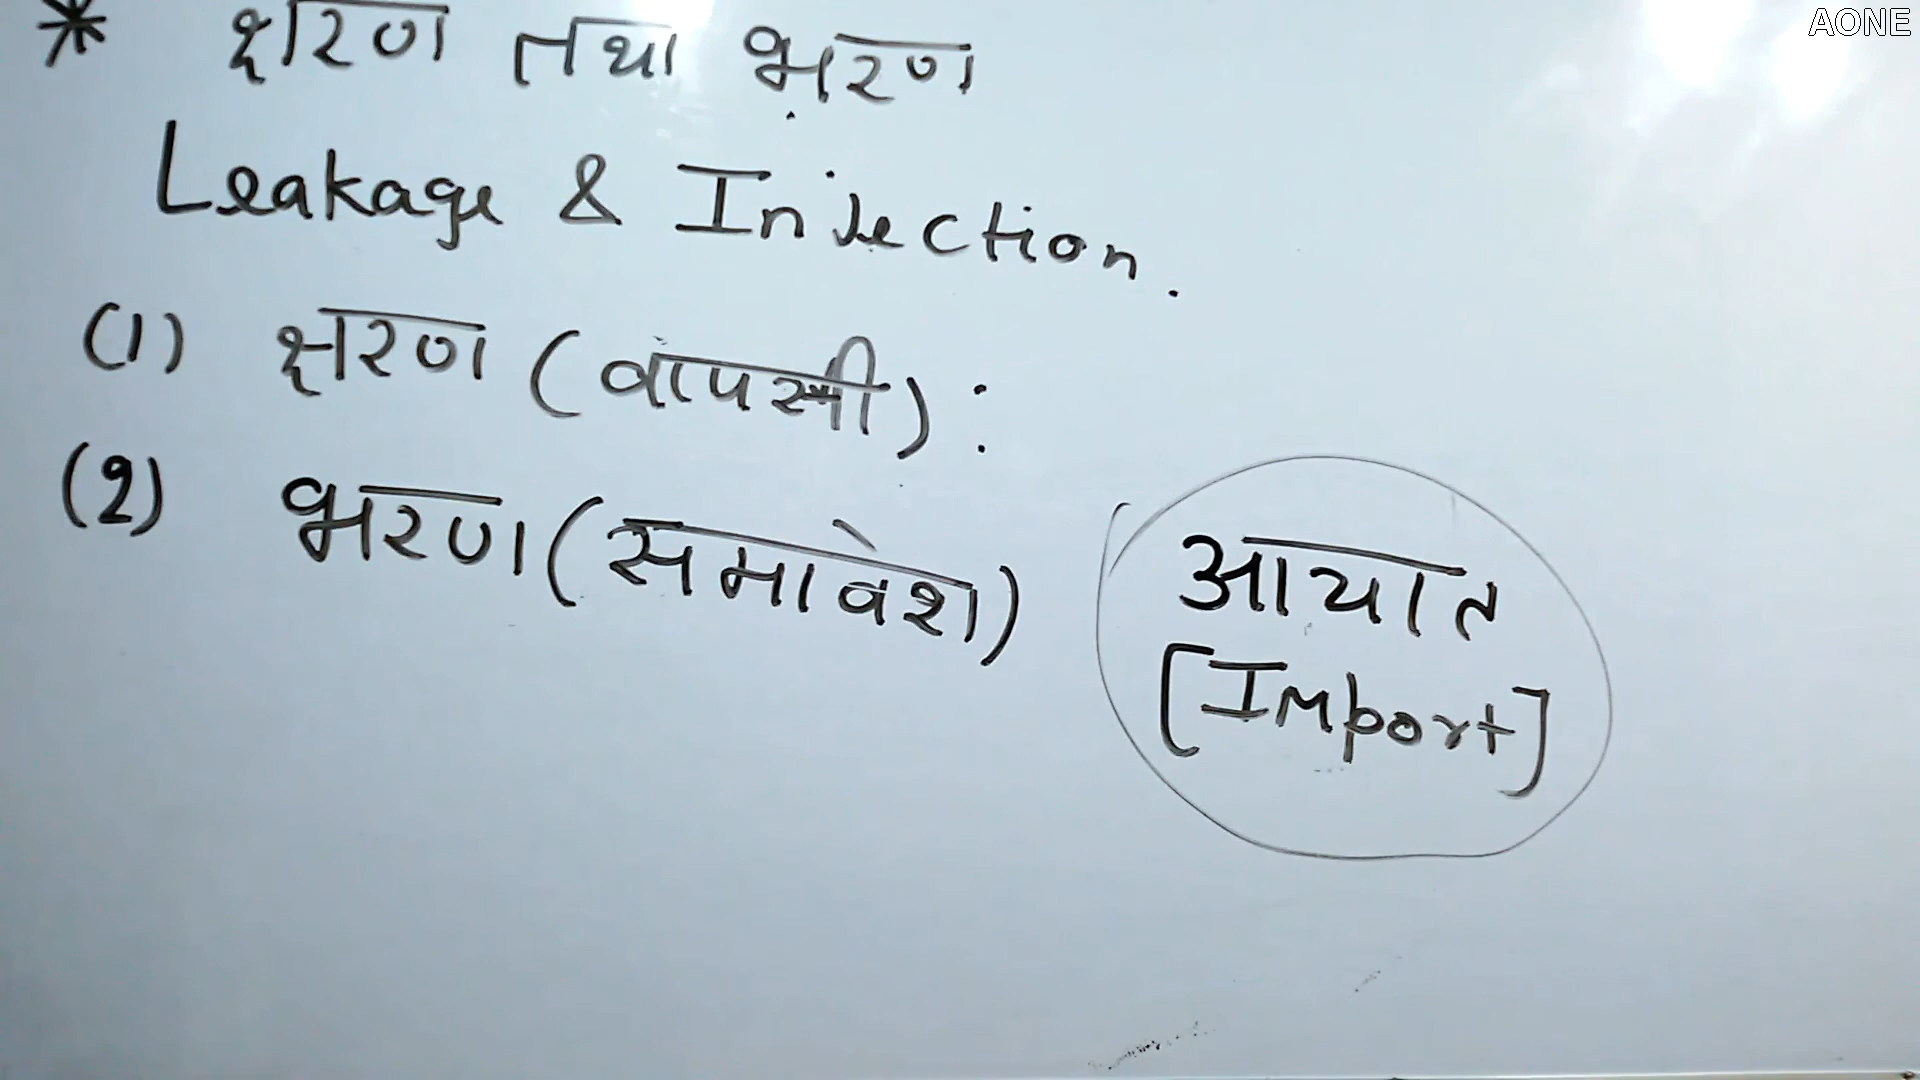 AONE
* क्षरण तथा भरण
Leakage & Injection.
(1) क्षरण (वापसी) :
(2) भरण (समावेश)
आयात
[Import]